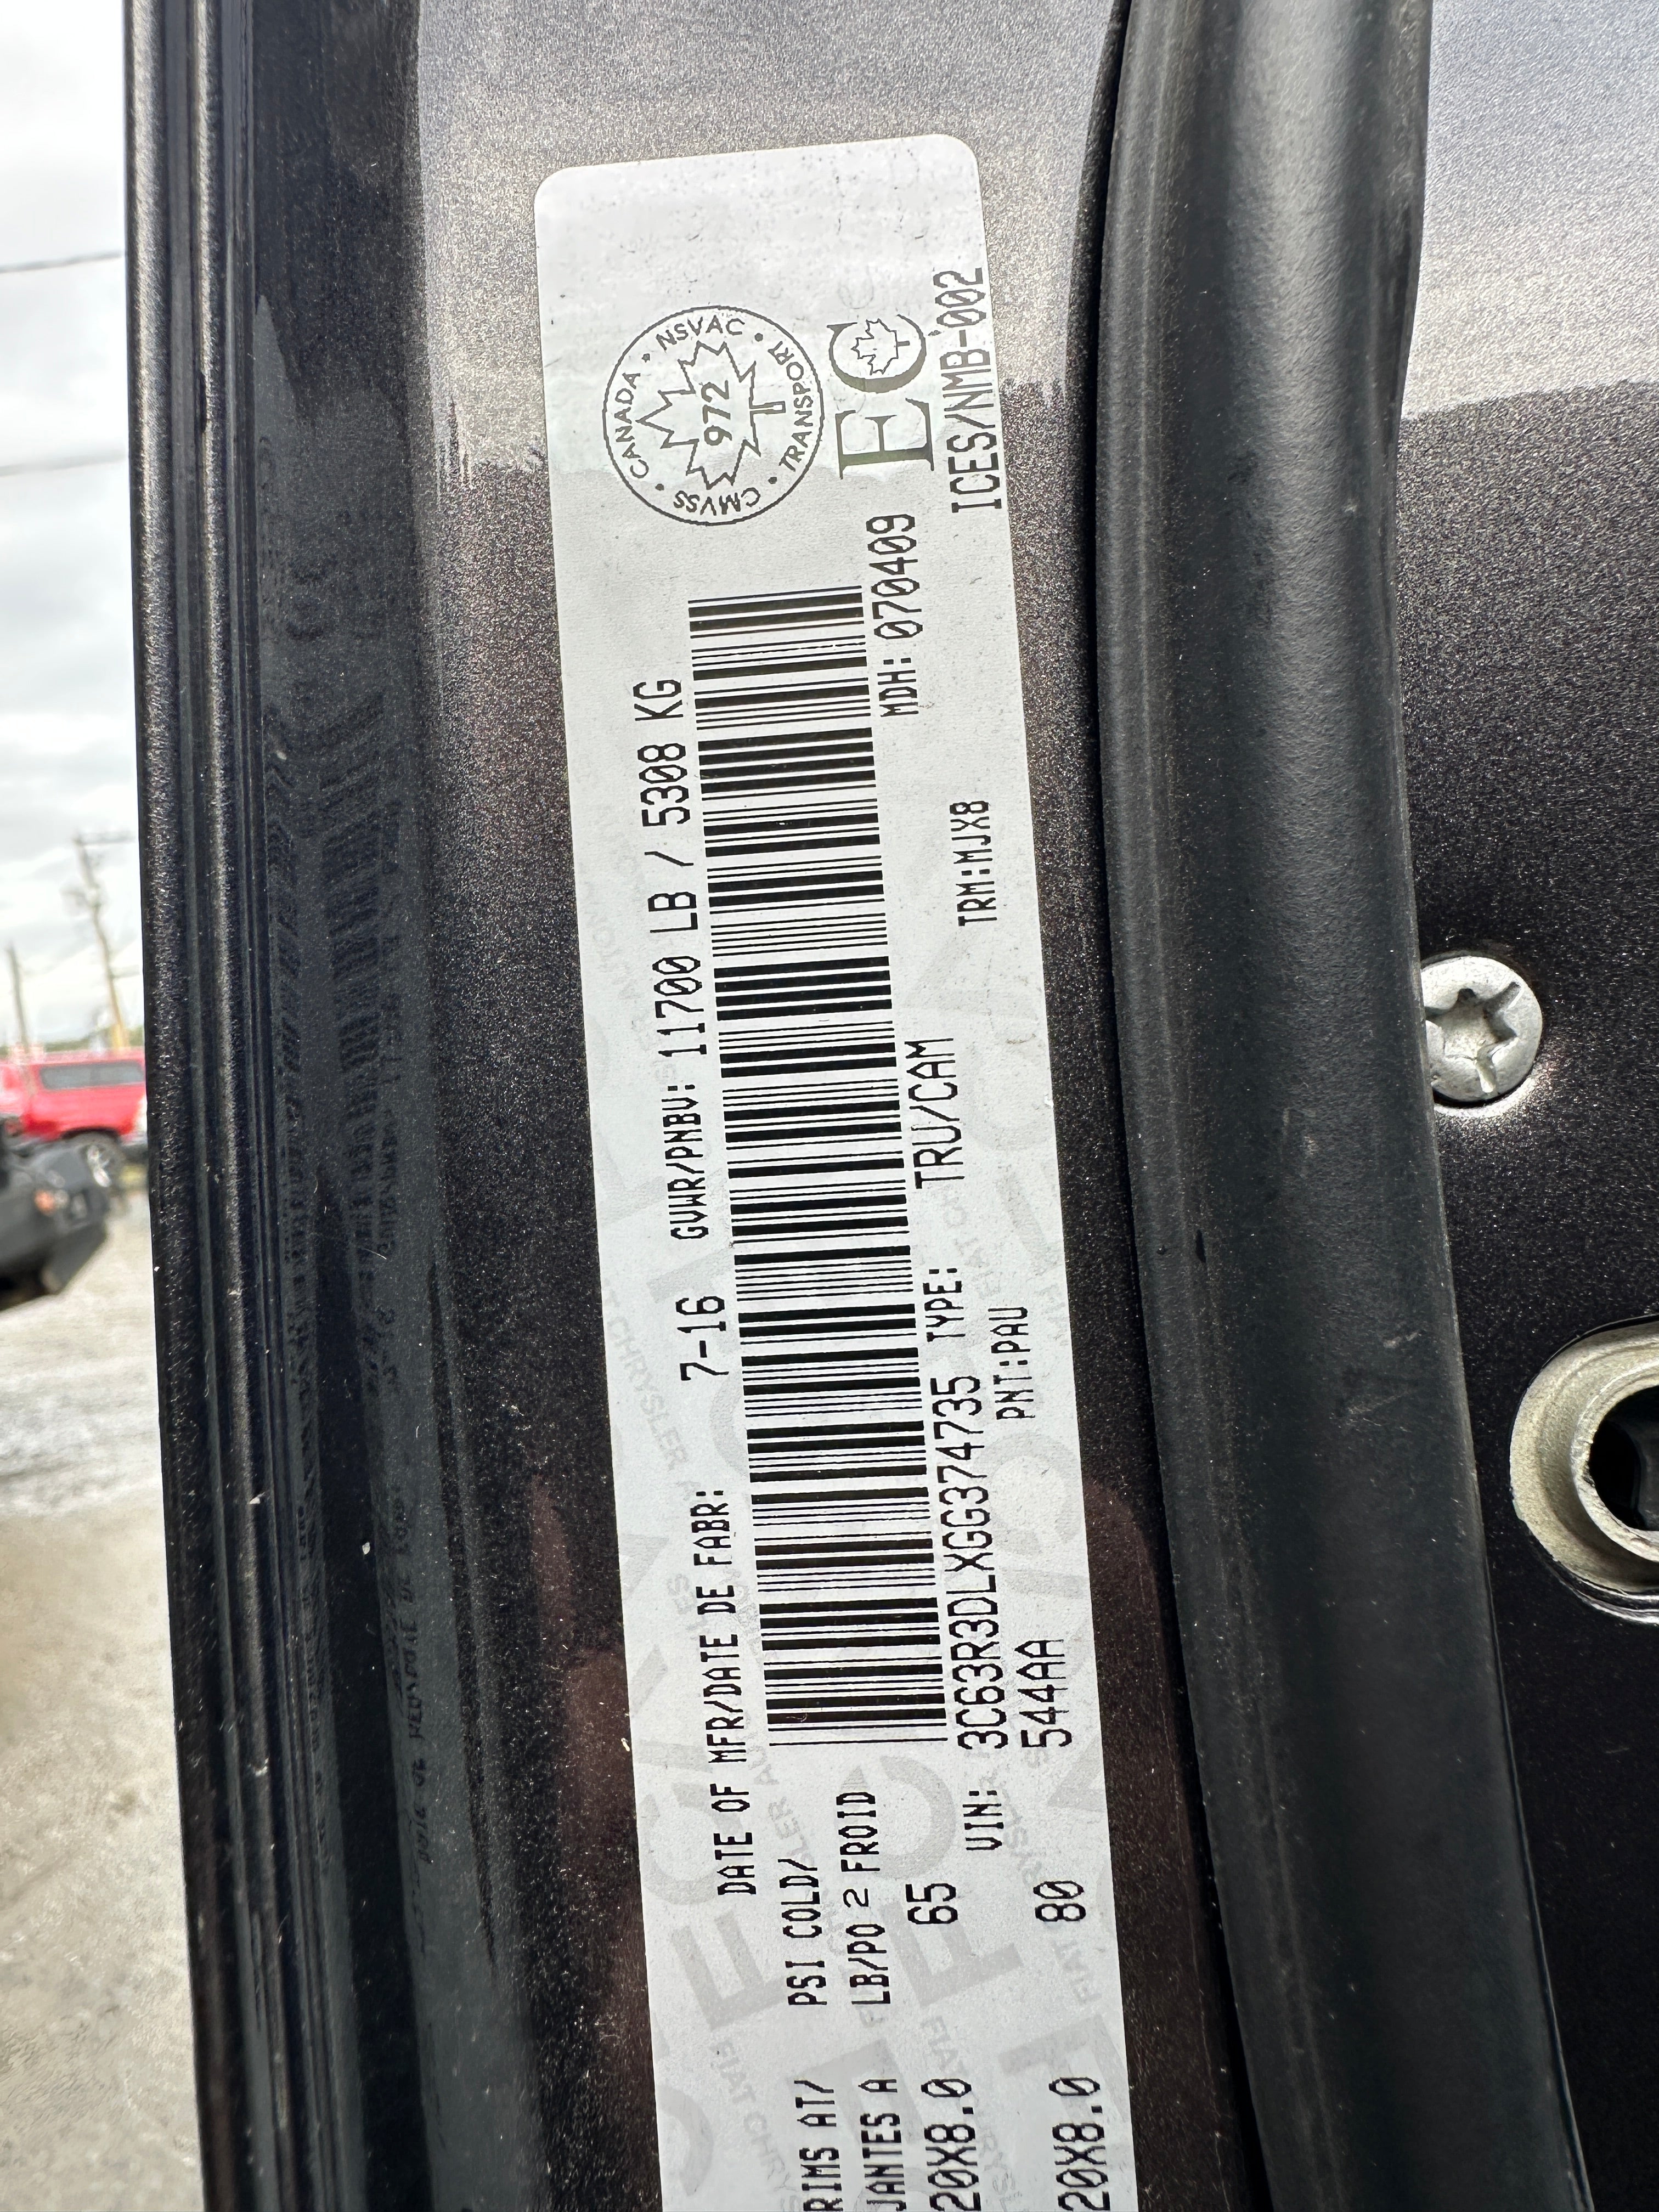 DATE OF MFR/DATE DE FABR: 7-16 GVWR/PNBV: 11700 LB / 5308 KG
RIMS AT/ PSI COLD/
JANTES A LB/PO 2 FROID
20X8.0 65
VIN: 3C63R3DLXGG374735 TYPE: TRU/CAM MDH: 070409
20X8.0 80 544AA PNT:PAU TRM:MJX8
CANADA • NSVAC • TRANSPORT • CMVSS •
972
EC
ICES/NMB-002